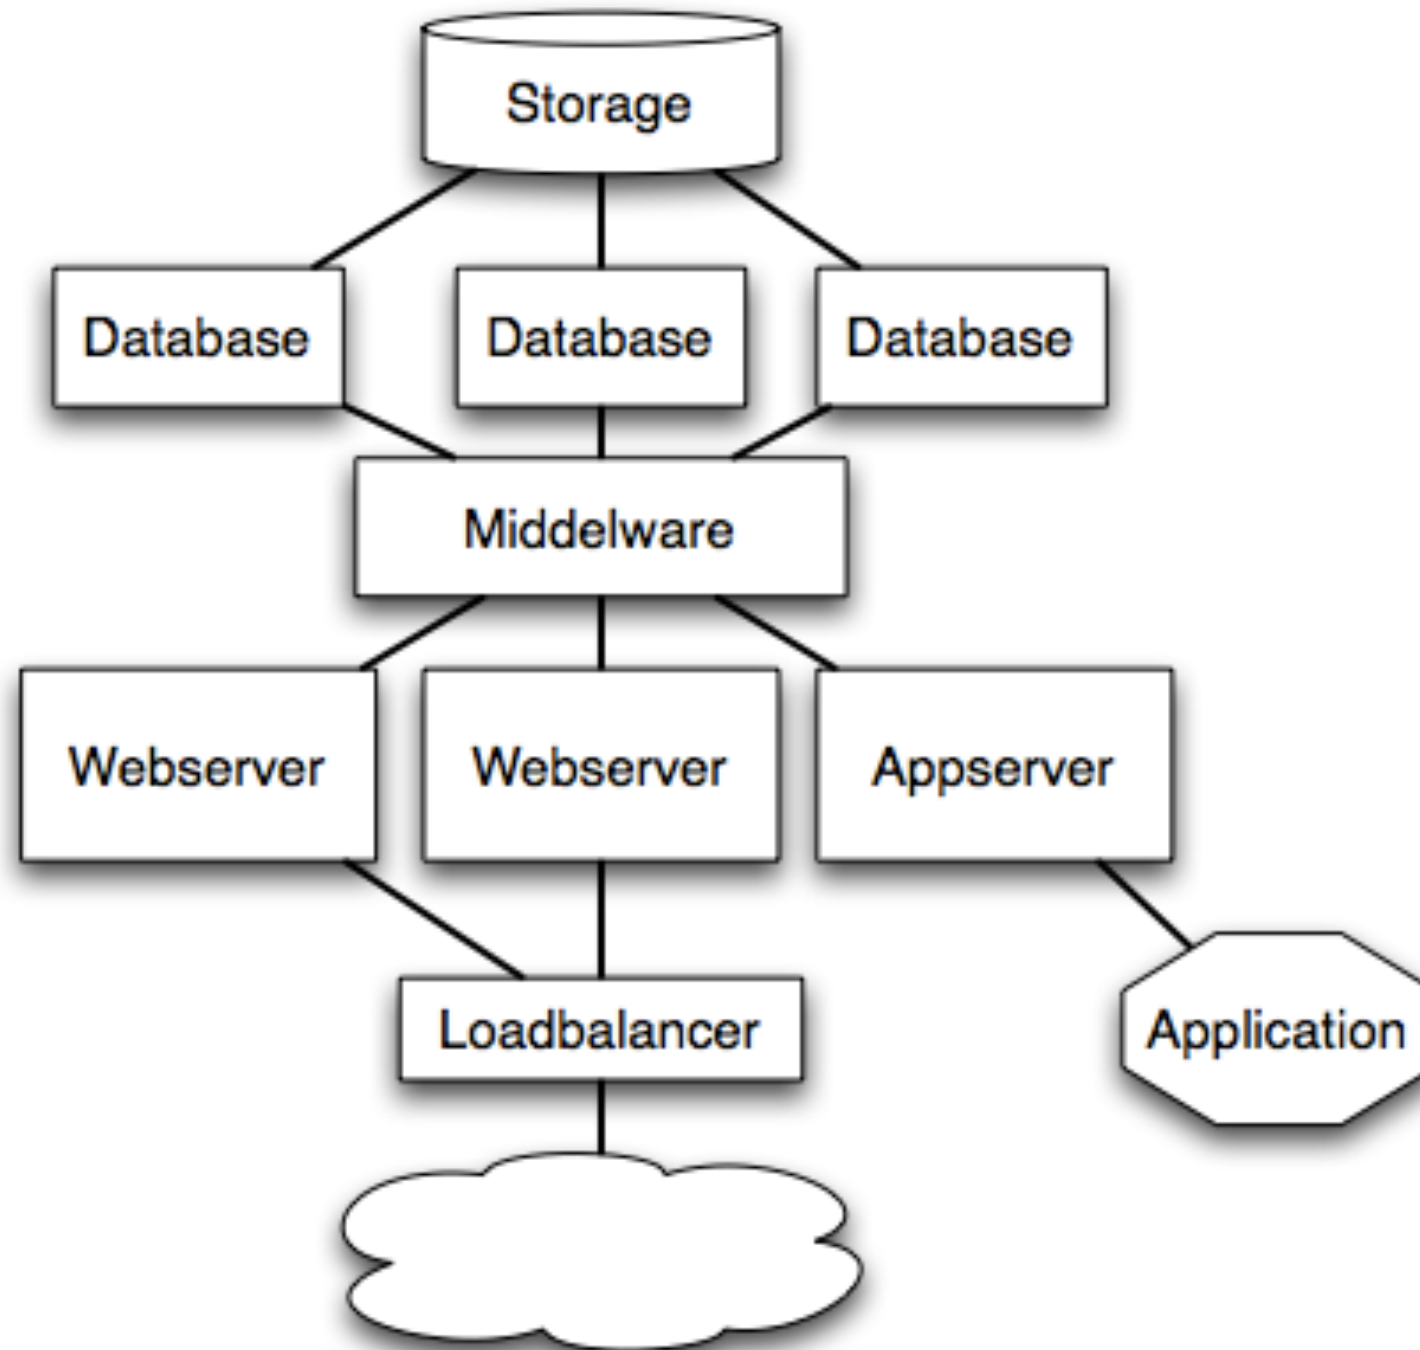 Storage
Database
Database
Database
Middelware
Webserver
Webserver
Appserver
Loadbalancer
Application